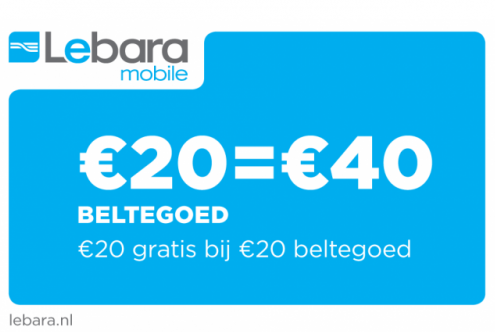 Lebara
mobile
€20=€40
BELTEGOED
€20 gratis bij €20 beltegoed
lebara.nl